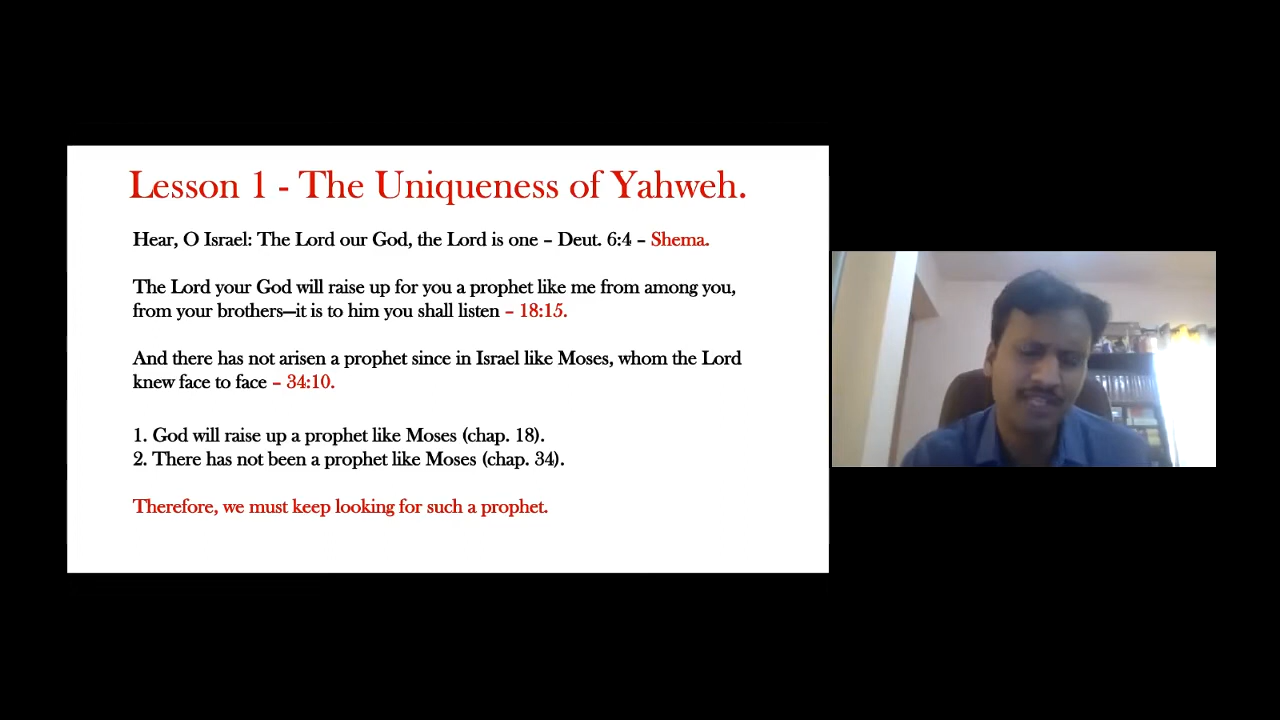 Lesson 1 - The Uniqueness of Yahweh.
Hear, O Israel: The Lord our God, the Lord is one – Deut. 6:4 – Shema.
The Lord your God will raise up for you a prophet like me from among you,
from your brothers—it is to him you shall listen – 18:15.
And there has not arisen a prophet since in Israel like Moses, whom the Lord
knew face to face – 34:10.
1. God will raise up a prophet like Moses (chap. 18).
2. There has not been a prophet like Moses (chap. 34).
Therefore, we must keep looking for such a prophet.